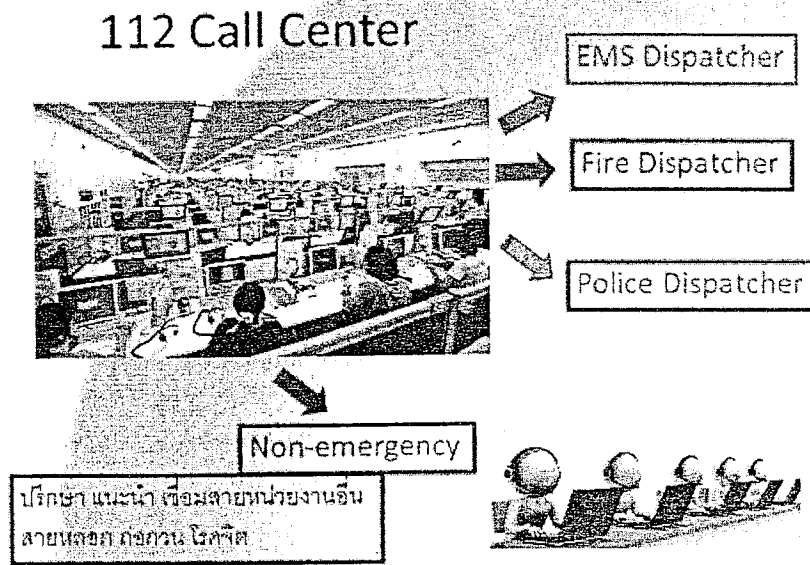 112 Call Center
EMS Dispatcher
Fire Dispatcher
Police Dispatcher
Non-emergency
ปรึกษา แนะนำ เชื่อมสายหน่วยงานอื่น
สายหลอก ก่อกวน โรคจิต